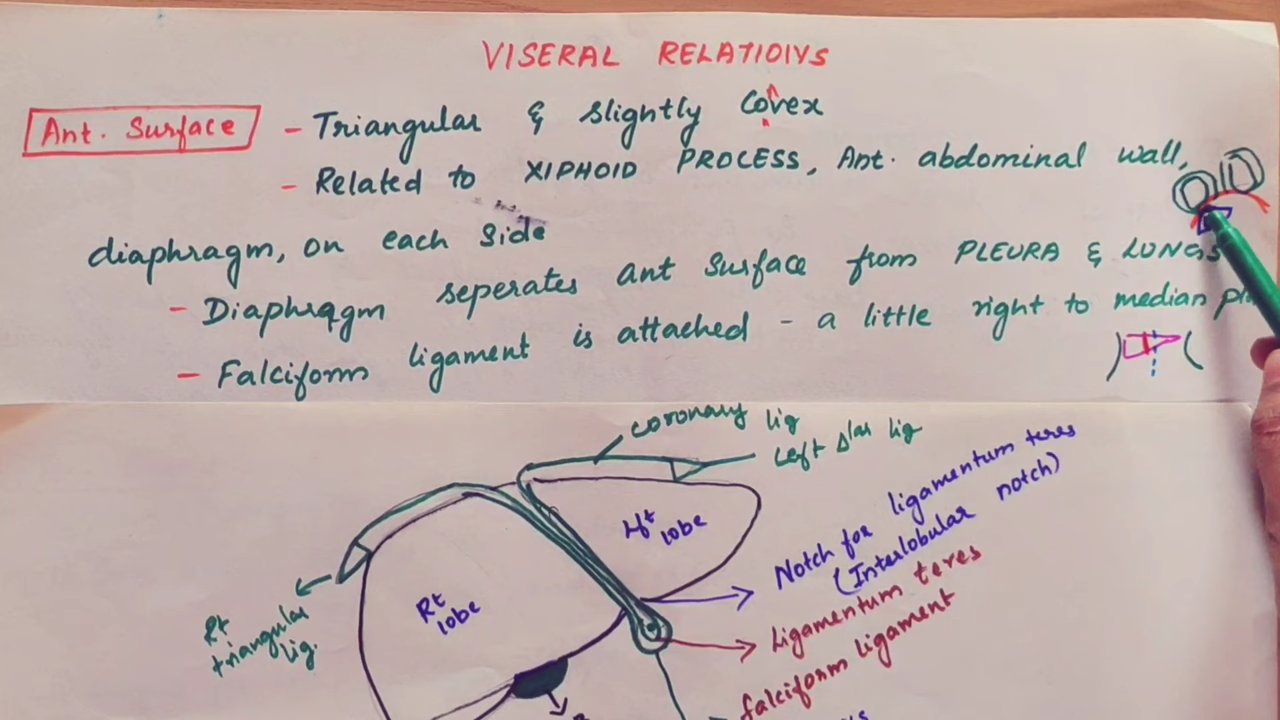 VISERAL RELATIONS
Ant. Surface
- Triangular & slightly Covex
- Related to XIPHOID PROCESS, Ant. abdominal wall,
diaphragm, on each Side
- Diaphragm seperates ant Surface from PLEURA & LUNGS
- Falciform ligament is attached - a little right to median
coronary lig
Left Δlar lig
Lft lobe
Notch for ligamentum teres
(Interlobular notch)
Rt lobe
Rt triangular lig.
Ligamentum teres
falciform ligament